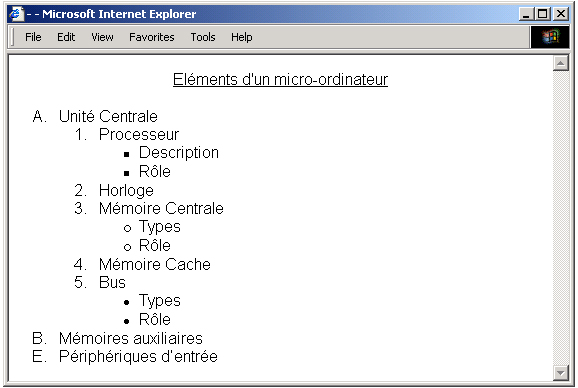 - - Microsoft Internet Explorer
File Edit View Favorites Tools Help
Eléments d'un micro-ordinateur
A. Unité Centrale
1. Processeur
▪ Description
▪ Rôle
2. Horloge
3. Mémoire Centrale
○ Types
○ Rôle
4. Mémoire Cache
5. Bus
• Types
• Rôle
B. Mémoires auxiliaires
E. Périphériques d'entrée